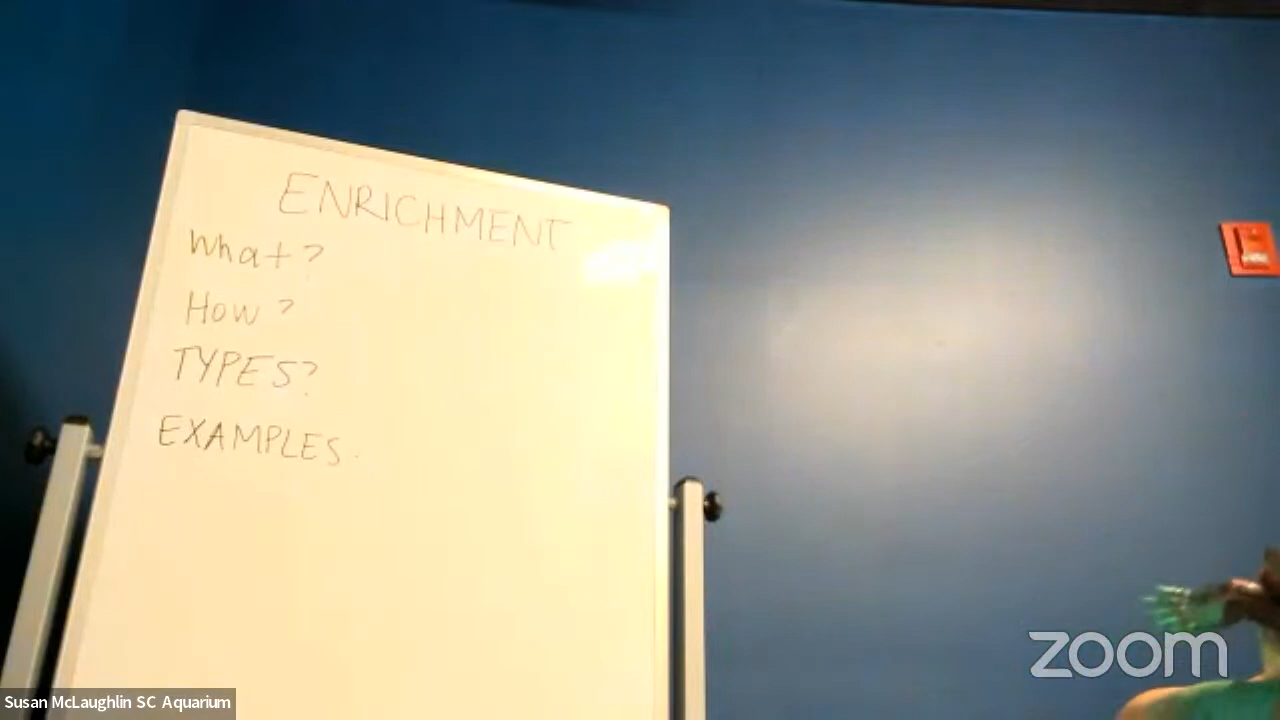 ENRICHMENT
What?
How?
TYPES?
EXAMPLES.
zoom
Susan McLaughlin SC Aquarium